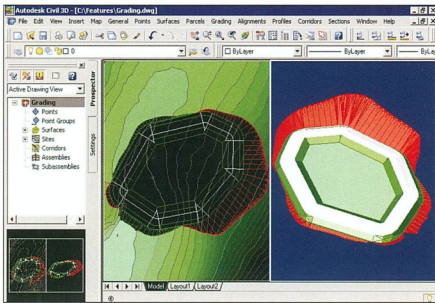 Autodesk Civil 3D - [C:\Features\Grading.dwg]
File Edit View Insert Map General Points Surfaces Parcels Grading Alignments Profiles Corridors Sections Window Help
0
ByLayer
ByLayer
Active Drawing View
Prospector
Settings
Grading
Points
Point Groups
Surfaces
Sites
Corridors
Assemblies
Subassemblies
Model Layout1 Layout2